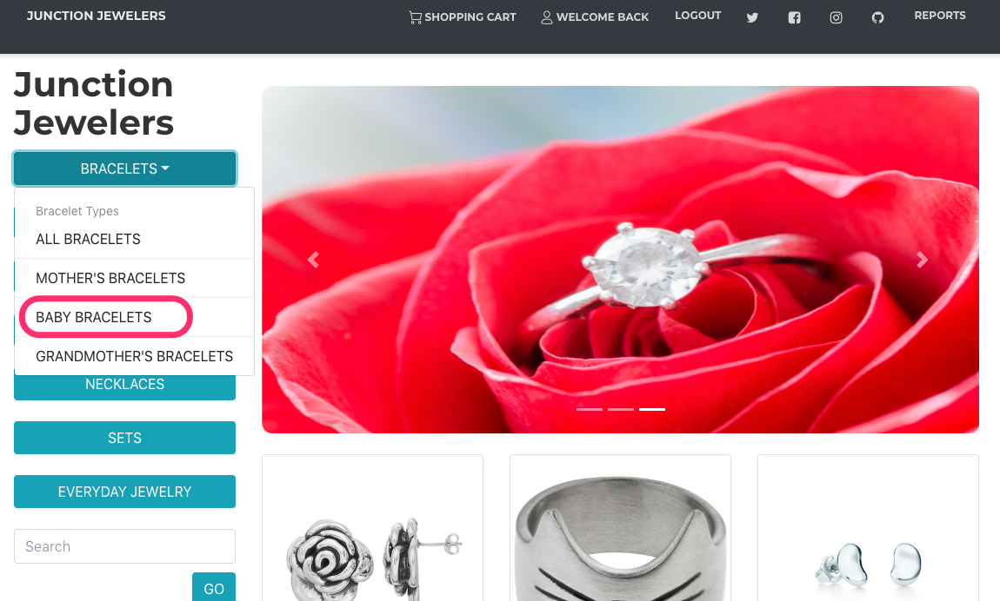 JUNCTION JEWELERS
SHOPPING CART
WELCOME BACK
LOGOUT
REPORTS
Junction
Jewelers
BRACELETS
Bracelet Types
ALL BRACELETS
MOTHER'S BRACELETS
BABY BRACELETS
GRANDMOTHER'S BRACELETS
NECKLACES
SETS
EVERYDAY JEWELRY
Search
GO